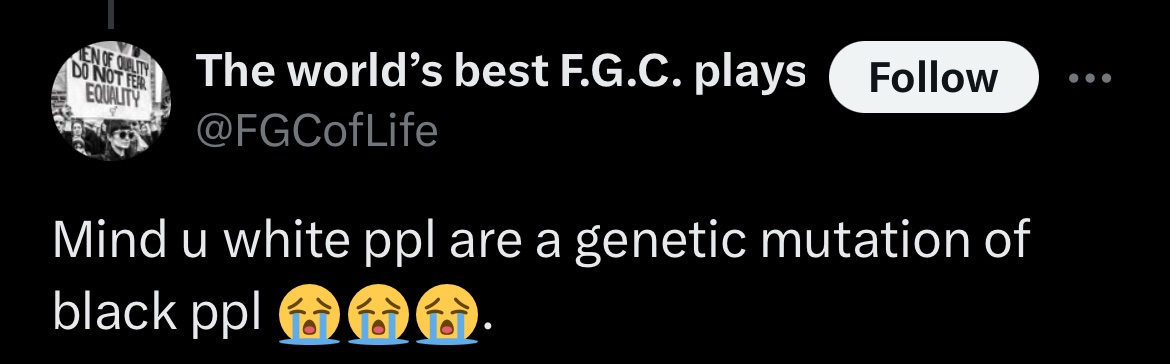 MEN OF QUALITY
DO NOT FEAR
EQUALITY
The world’s best F.G.C. plays
Follow
@FGCofLife
Mind u white ppl are a genetic mutation of
black ppl 😭😭😭.